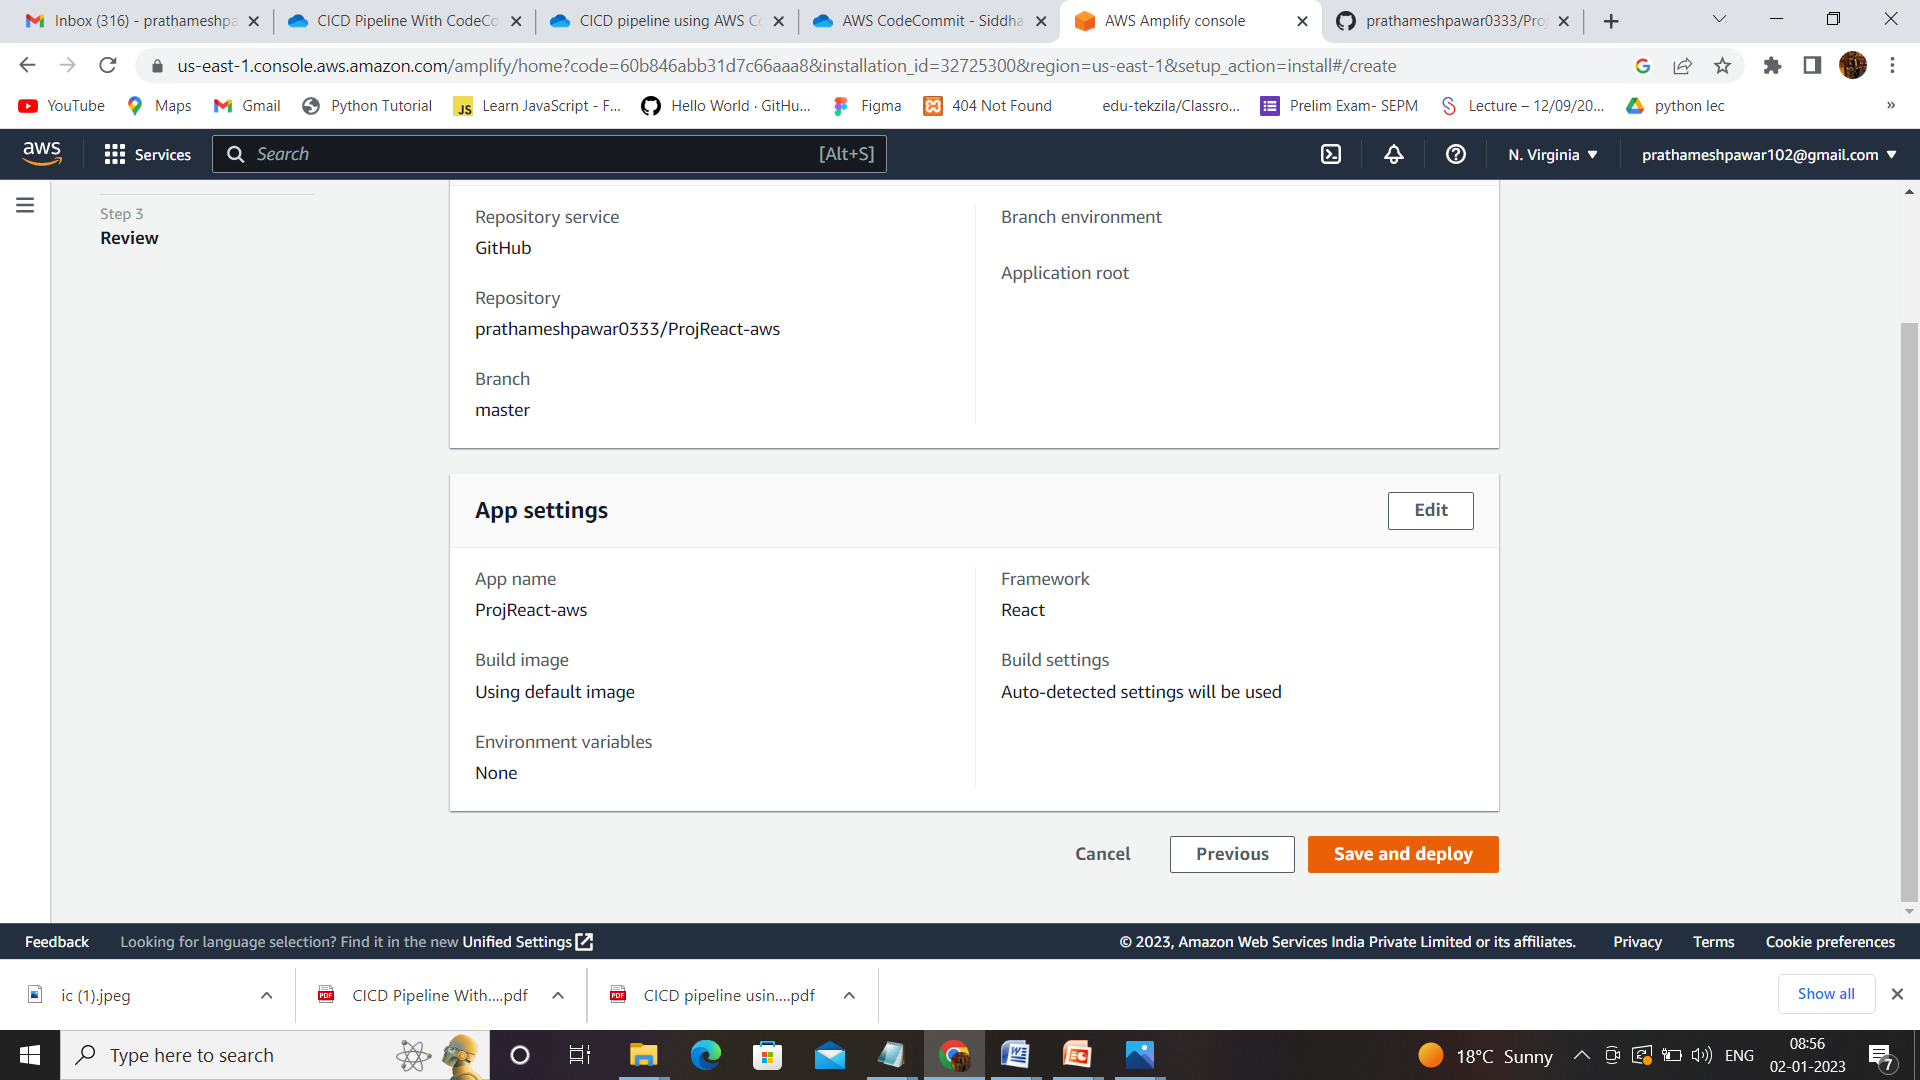 Inbox (316) - prathameshpa
CICD Pipeline With CodeCo
CICD pipeline using AWS Co
AWS CodeCommit - Siddha
AWS Amplify console
prathameshpawar0333/Proj
us-east-1.console.aws.amazon.com/amplify/home?code=60b846abb31d7c66aaa8&installation_id=32725300&region=us-east-1&setup_action=install#/create
YouTube
Maps
Gmail
Python Tutorial
JS Learn JavaScript - F...
Hello World · GitHu...
Figma
404 Not Found
edu-tekzila/Classro...
Prelim Exam- SEPM
Lecture – 12/09/20...
python lec
»
aws
Services
Search [Alt+S]
N. Virginia
prathameshpawar102@gmail.com
Step 3
Review
Repository service
GitHub
Repository
prathameshpawar0333/ProjReact-aws
Branch
master
Branch environment
Application root
App settings
Edit
App name
ProjReact-aws
Build image
Using default image
Environment variables
None
Framework
React
Build settings
Auto-detected settings will be used
Cancel
Previous
Save and deploy
Feedback
Looking for language selection? Find it in the new Unified Settings
© 2023, Amazon Web Services India Private Limited or its affiliates.
Privacy
Terms
Cookie preferences
ic (1).jpeg
PDF CICD Pipeline With....pdf
PDF CICD pipeline usin....pdf
Show all
Type here to search
18°C Sunny
ENG
08:56
02-01-2023
7